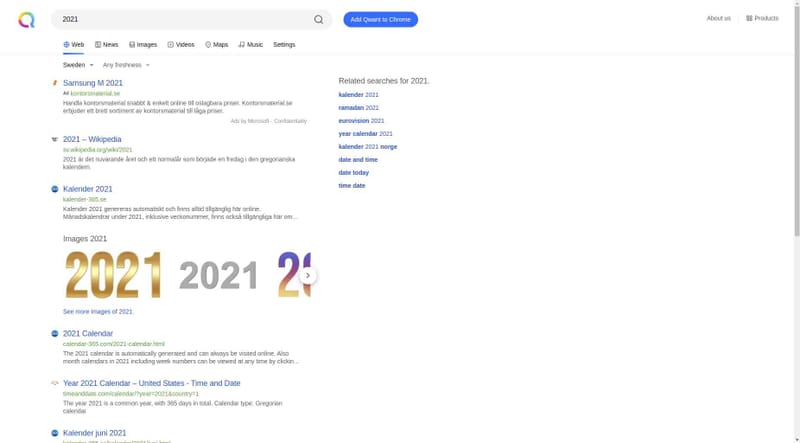 2021
Add Qwant to Chrome
About us
Products
Web
News
Images
Videos
Maps
Music
Settings
Sweden
Any freshness
Samsung M 2021
Ad kontorsmaterial.se
Handla kontorsmaterial snabbt & enkelt online till oslagbara priser. Kontorsmaterial.se
erbjuder ett brett sortiment av kontorsmaterial till låga priser.
Ads by Microsoft - Confidentiality
2021 – Wikipedia
sv.wikipedia.org/wiki/2021
2021 är det nuvarande året och ett normalår som började en fredag i den gregorianska
kalendern.
Kalender 2021
kalender-365.se
Kalender 2021 genereras automatiskt och finns alltid tillgänglig här online.
Månadskalendrar under 2021, inklusive veckonummer, finns också tillgängliga här om...
Images 2021
2021
2021
See more images of 2021.
2021 Calendar
calendar-365.com/2021-calendar.html
The 2021 calendar is automatically generated and can always be visited online. Also
month calendars in 2021 including week numbers can be viewed at any time by clickin...
Year 2021 Calendar – United States - Time and Date
timeanddate.com/calendar/?year=2021&country=1
The year 2021 is a common year, with 365 days in total. Calendar type: Gregorian
calendar
Kalender juni 2021
Related searches for 2021.
kalender 2021
ramadan 2021
eurovision 2021
year calendar 2021
kalender 2021 norge
date and time
date today
time date